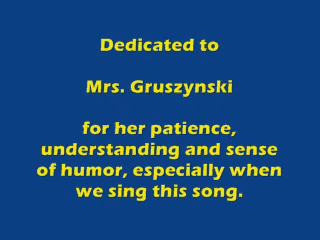 Dedicated to
Mrs. Gruszynski
for her patience,
understanding and sense
of humor, especially when
we sing this song.